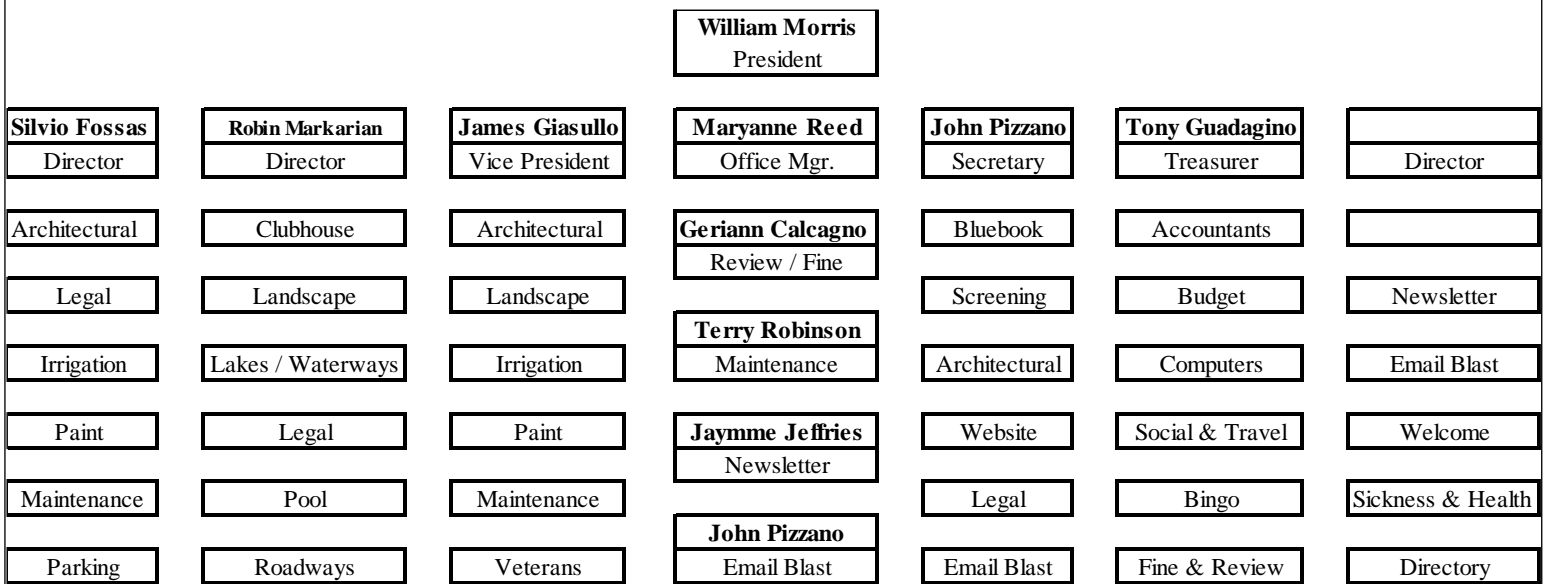 William Morris
President
Silvio Fossas Robin Markarian James Giasullo Maryanne Reed John Pizzano Tony Guadagino
Director Director Vice President Office Mgr. Secretary Treasurer Director
Architectural Clubhouse Architectural Geriann Calcagno Bluebook Accountants
Review / Fine
Legal Landscape Landscape Screening Budget Newsletter
Terry Robinson
Irrigation Lakes / Waterways Irrigation Maintenance Architectural Computers Email Blast
Paint Legal Paint Jaymme Jeffries Website Social & Travel Welcome
Newsletter
Maintenance Pool Maintenance Legal Bingo Sickness & Health
John Pizzano
Parking Roadways Veterans Email Blast Email Blast Fine & Review Directory